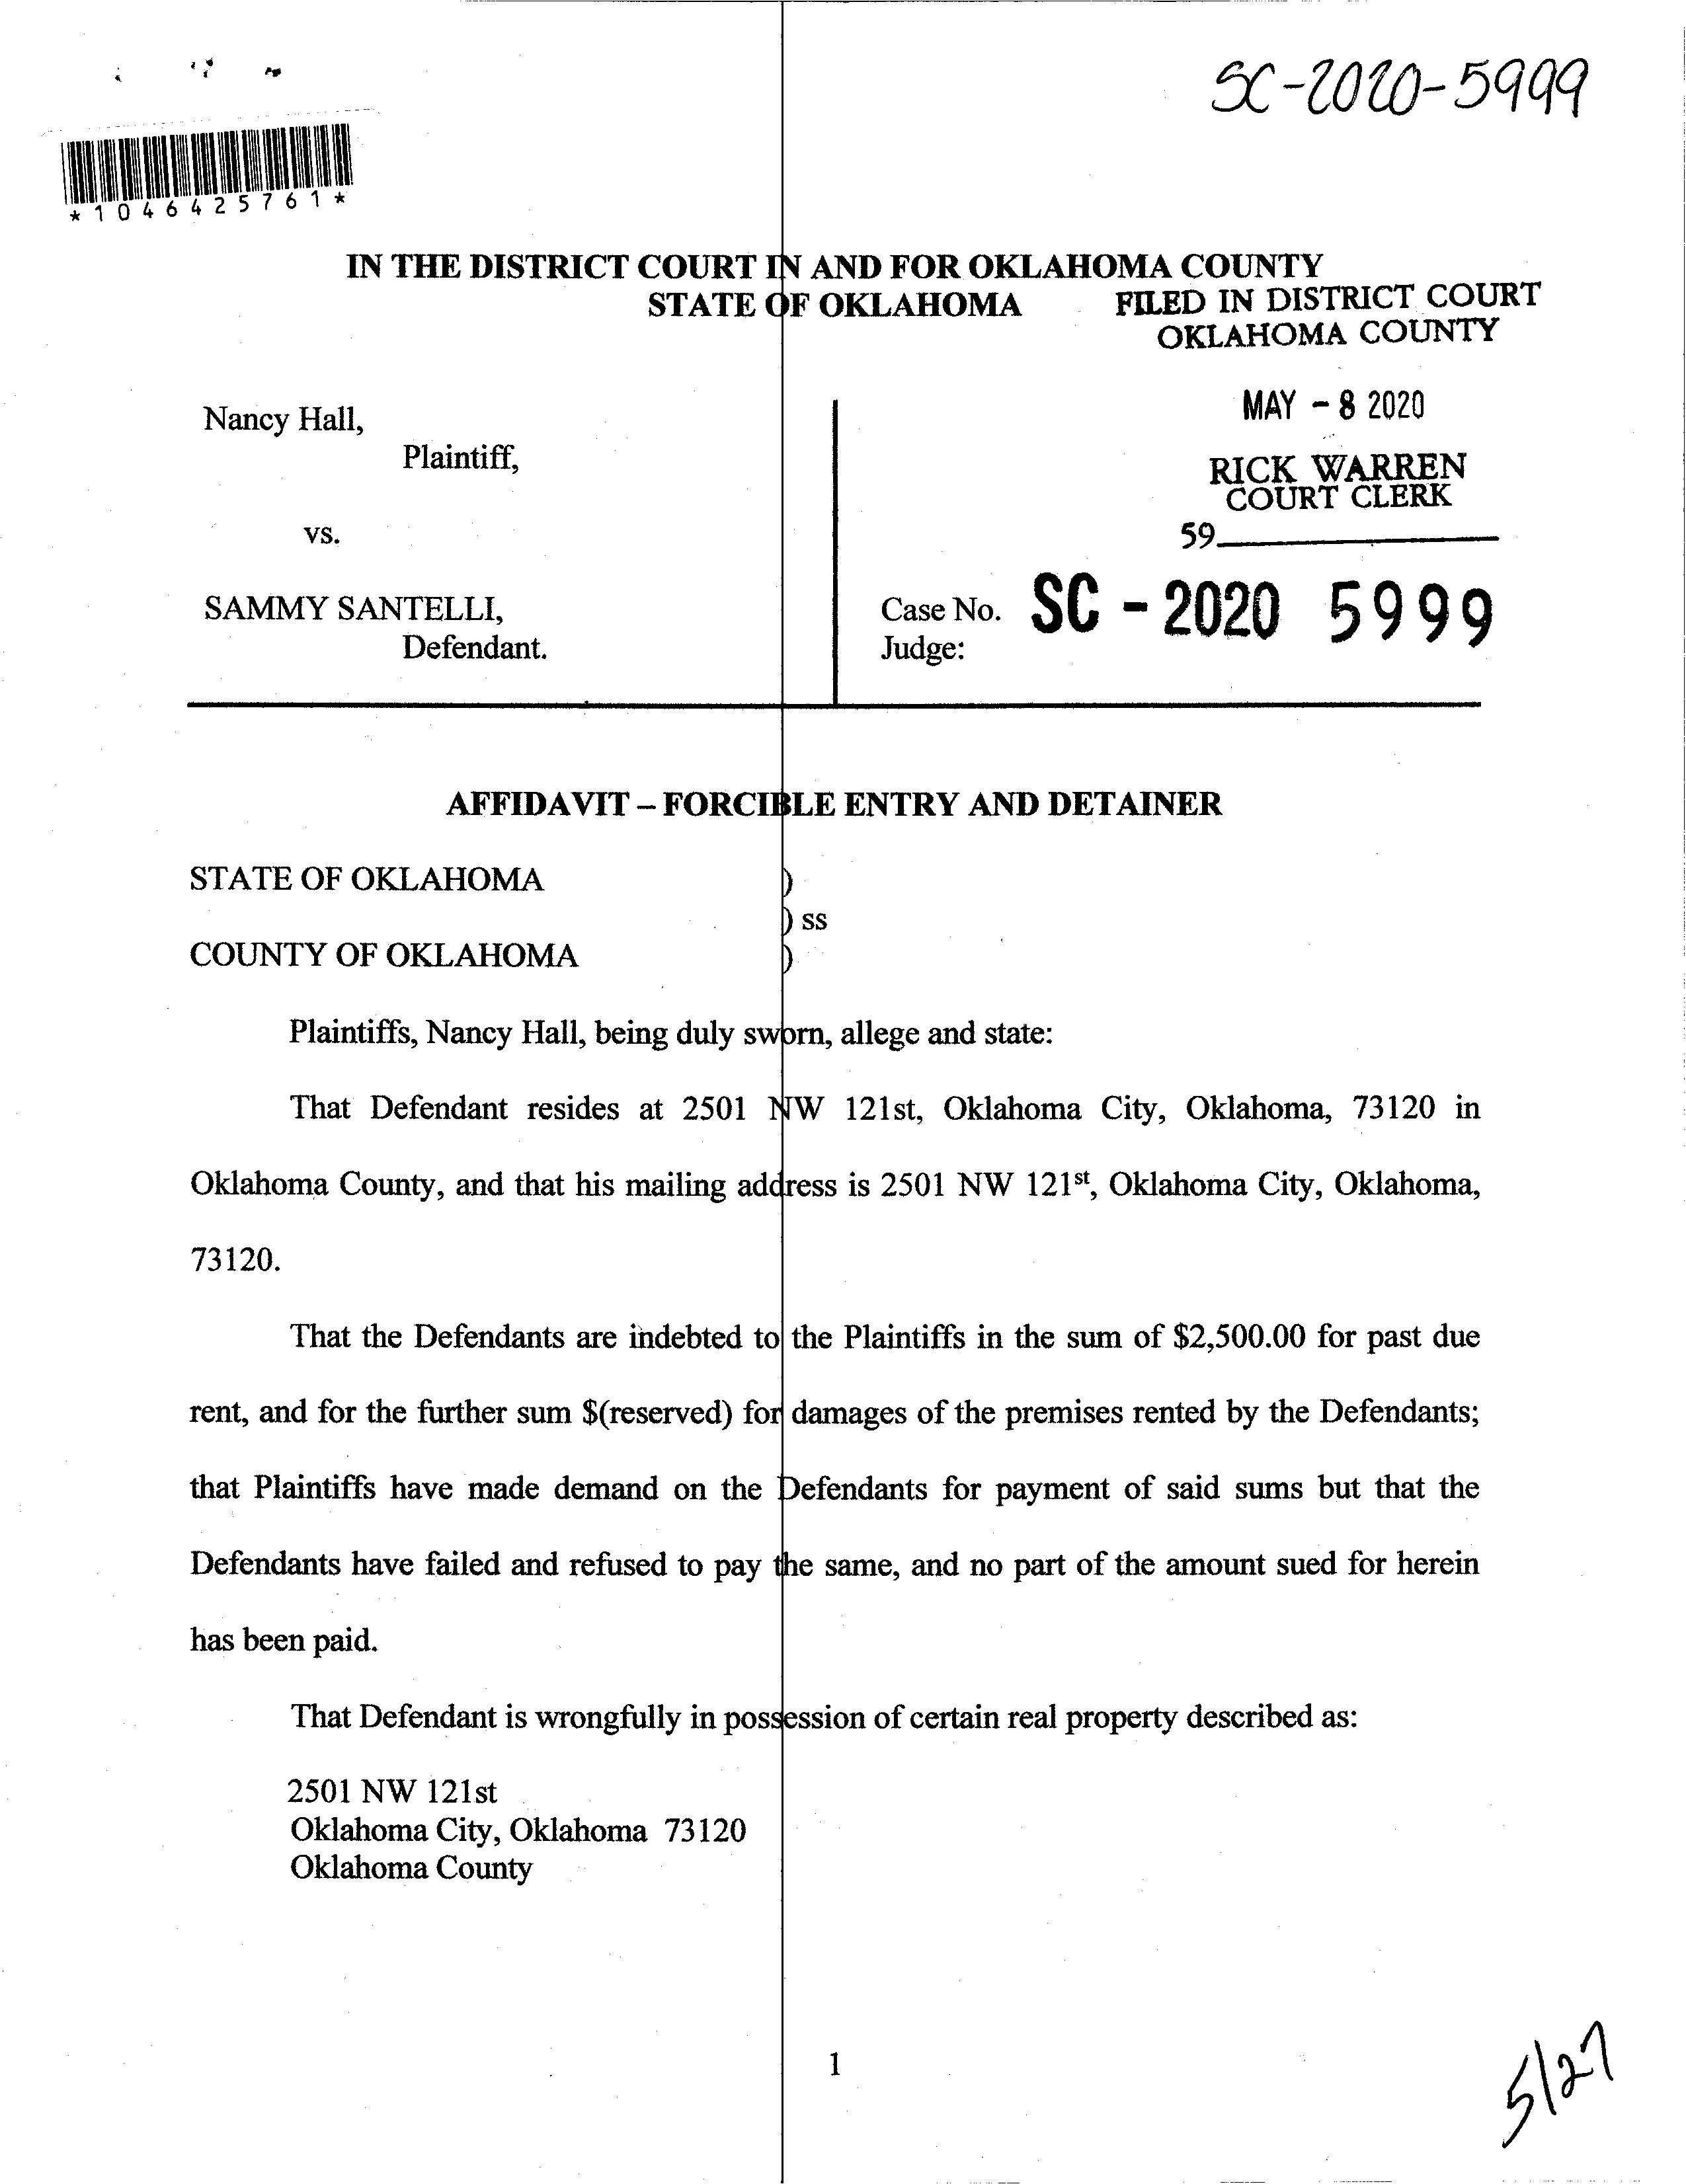 SC-2020-5999
*1046425761*
IN THE DISTRICT COURT IN AND FOR OKLAHOMA COUNTY
STATE OF OKLAHOMA
FILED IN DISTRICT COURT
OKLAHOMA COUNTY
MAY - 8 2020
RICK WARREN
COURT CLERK
59
Nancy Hall,
Plaintiff,
vs.
SAMMY SANTELLI,
Defendant.
Case No. SC - 2020 5999
Judge:
AFFIDAVIT – FORCIBLE ENTRY AND DETAINER
STATE OF OKLAHOMA )
) ss
COUNTY OF OKLAHOMA )
Plaintiffs, Nancy Hall, being duly sworn, allege and state:
That Defendant resides at 2501 NW 121st, Oklahoma City, Oklahoma, 73120 in
Oklahoma County, and that his mailing address is 2501 NW 121st, Oklahoma City, Oklahoma,
73120.
That the Defendants are indebted to the Plaintiffs in the sum of $2,500.00 for past due
rent, and for the further sum $(reserved) for damages of the premises rented by the Defendants;
that Plaintiffs have made demand on the Defendants for payment of said sums but that the
Defendants have failed and refused to pay the same, and no part of the amount sued for herein
has been paid.
That Defendant is wrongfully in possession of certain real property described as:
2501 NW 121st
Oklahoma City, Oklahoma 73120
Oklahoma County
1
5/27